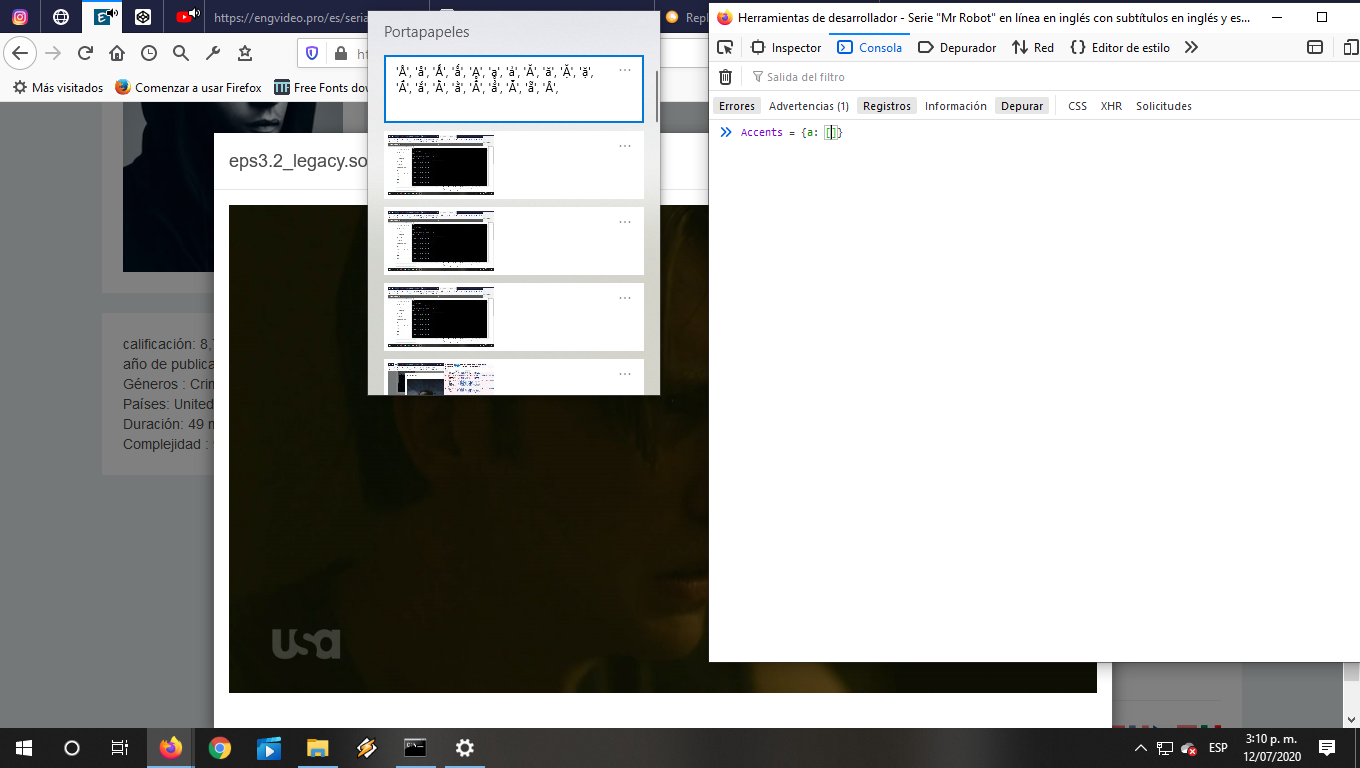 https://engvideo.pro/es/seria
Repl
Más visitados
Comenzar a usar Firefox
Free Fonts dov
Portapapeles
eps3.2_legacy.so
calificación: 8,
año de publica
Géneros : Crim
Países: United
Duración: 49 m
Complejidad :
usa
Herramientas de desarrollador - Serie "Mr Robot" en línea en inglés con subtítulos en inglés y es...
Inspector
Consola
Depurador
Red
Editor de estilo
Salida del filtro
Errores
Advertencias (1)
Registros
Información
Depurar
CSS
XHR
Solicitudes
Accents = {a: []}
ESP
3:10 p. m.
12/07/2020